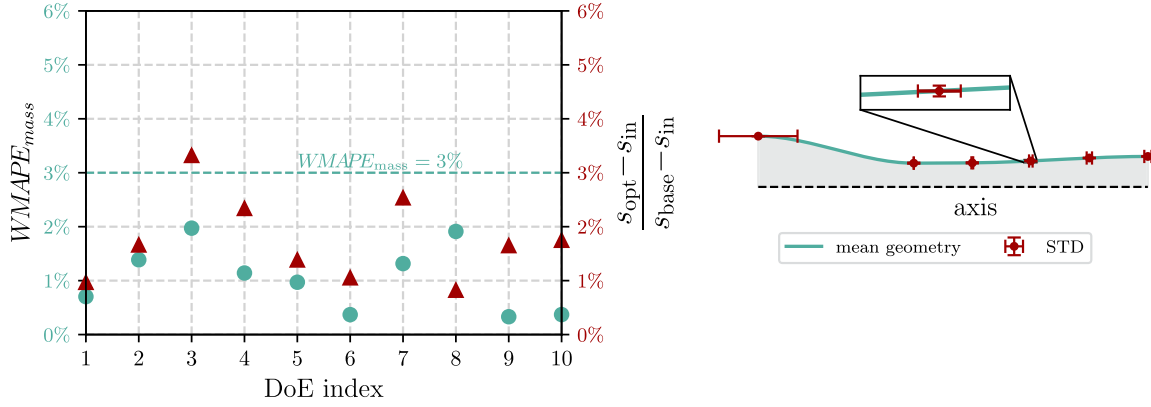 6%
5%
4%
3%
2%
1%
0%
WMAPE_mass
WMAPE_mass = 3%
1 2 3 4 5 6 7 8 9 10
DoE index
6%
5%
4%
3%
2%
1%
0%
s_opt − s_in
s_base − s_in
axis
mean geometry
STD